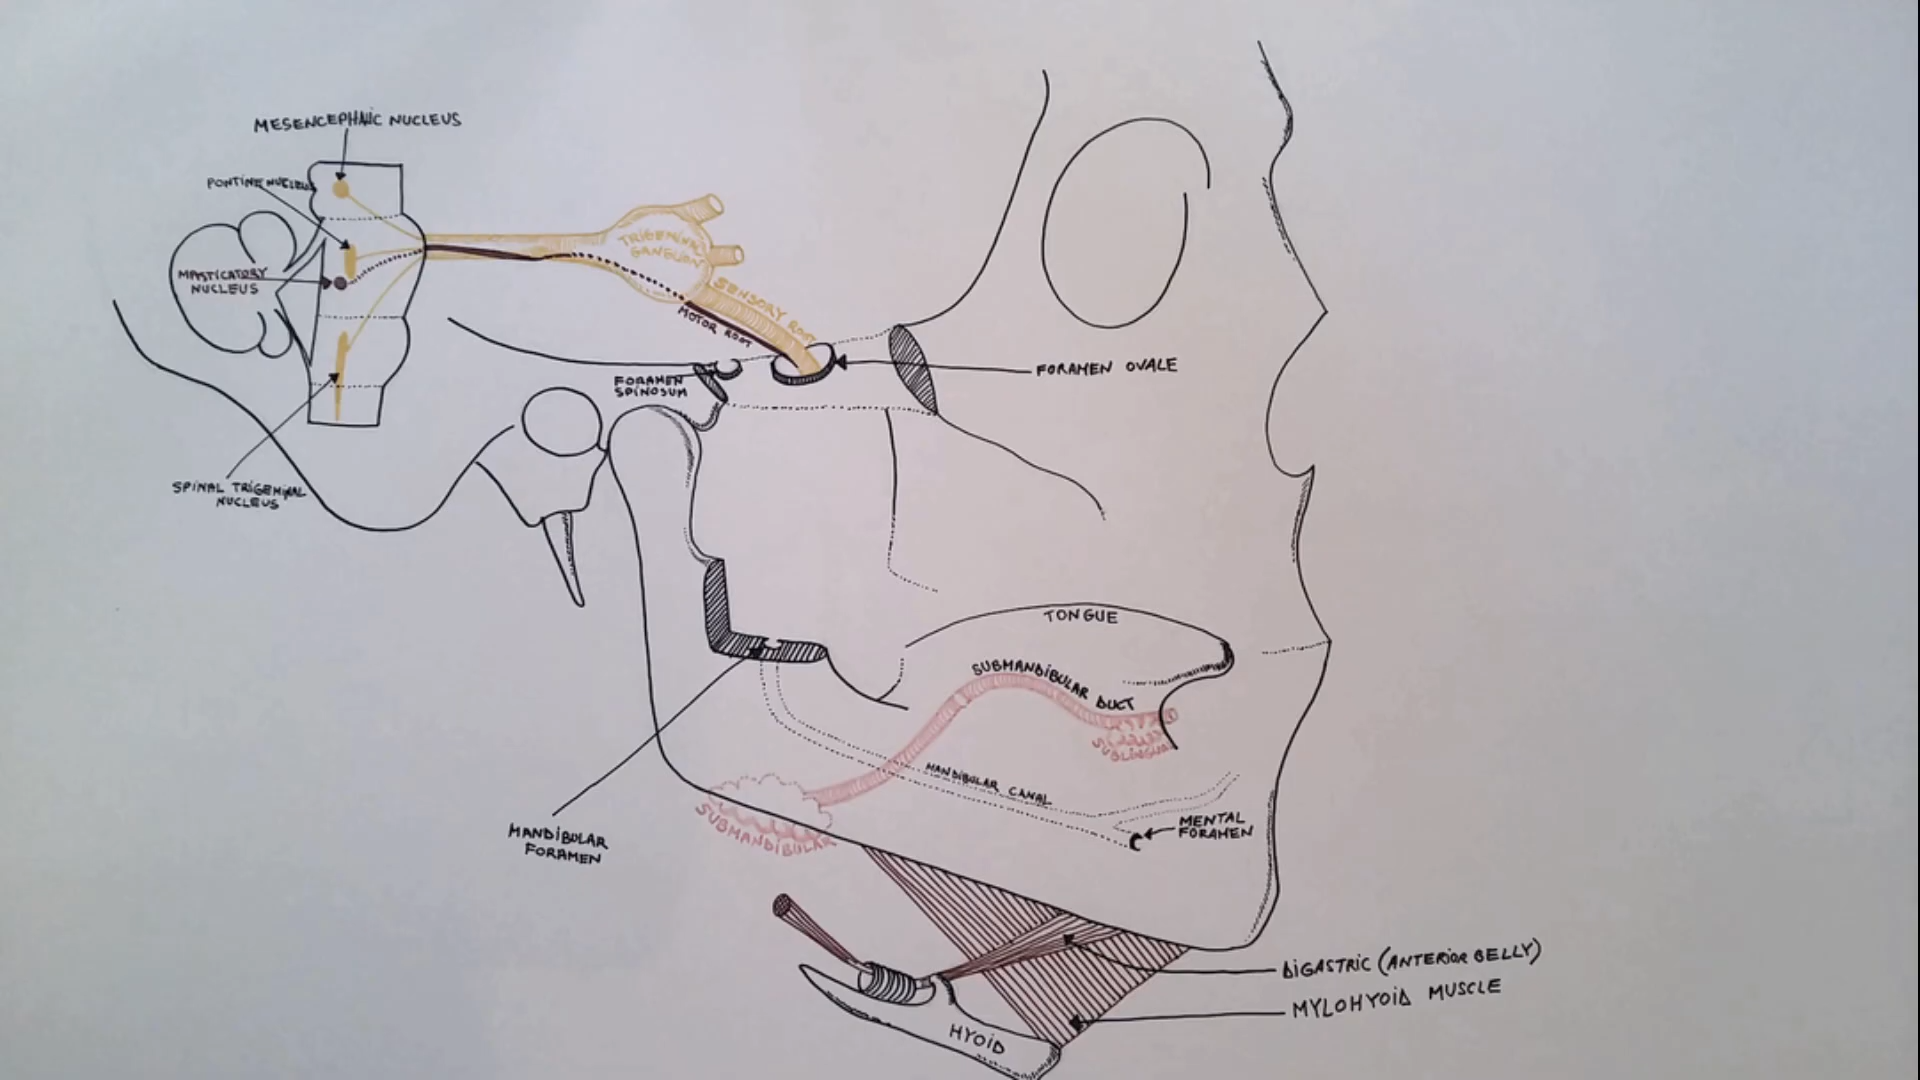 MESENCEPHALIC NUCLEUS
PONTINE NUCLEUS
MASTICATORY
NUCLEUS
SPINAL TRIGEMINAL
NUCLEUS
TRIGEMINAL
GANGLION
SENSORY ROOT
MOTOR ROOT
FORAMEN
SPINOSUM
FORAMEN OVALE
TONGUE
SUBMANDIBULAR DUCT
SUBLINGUAL
MANDIBULAR CANAL
MENTAL
FORAMEN
SUBMANDIBULAR
MANDIBULAR
FORAMEN
DIGASTRIC (ANTERIOR BELLY)
MYLOHYOID MUSCLE
HYOID